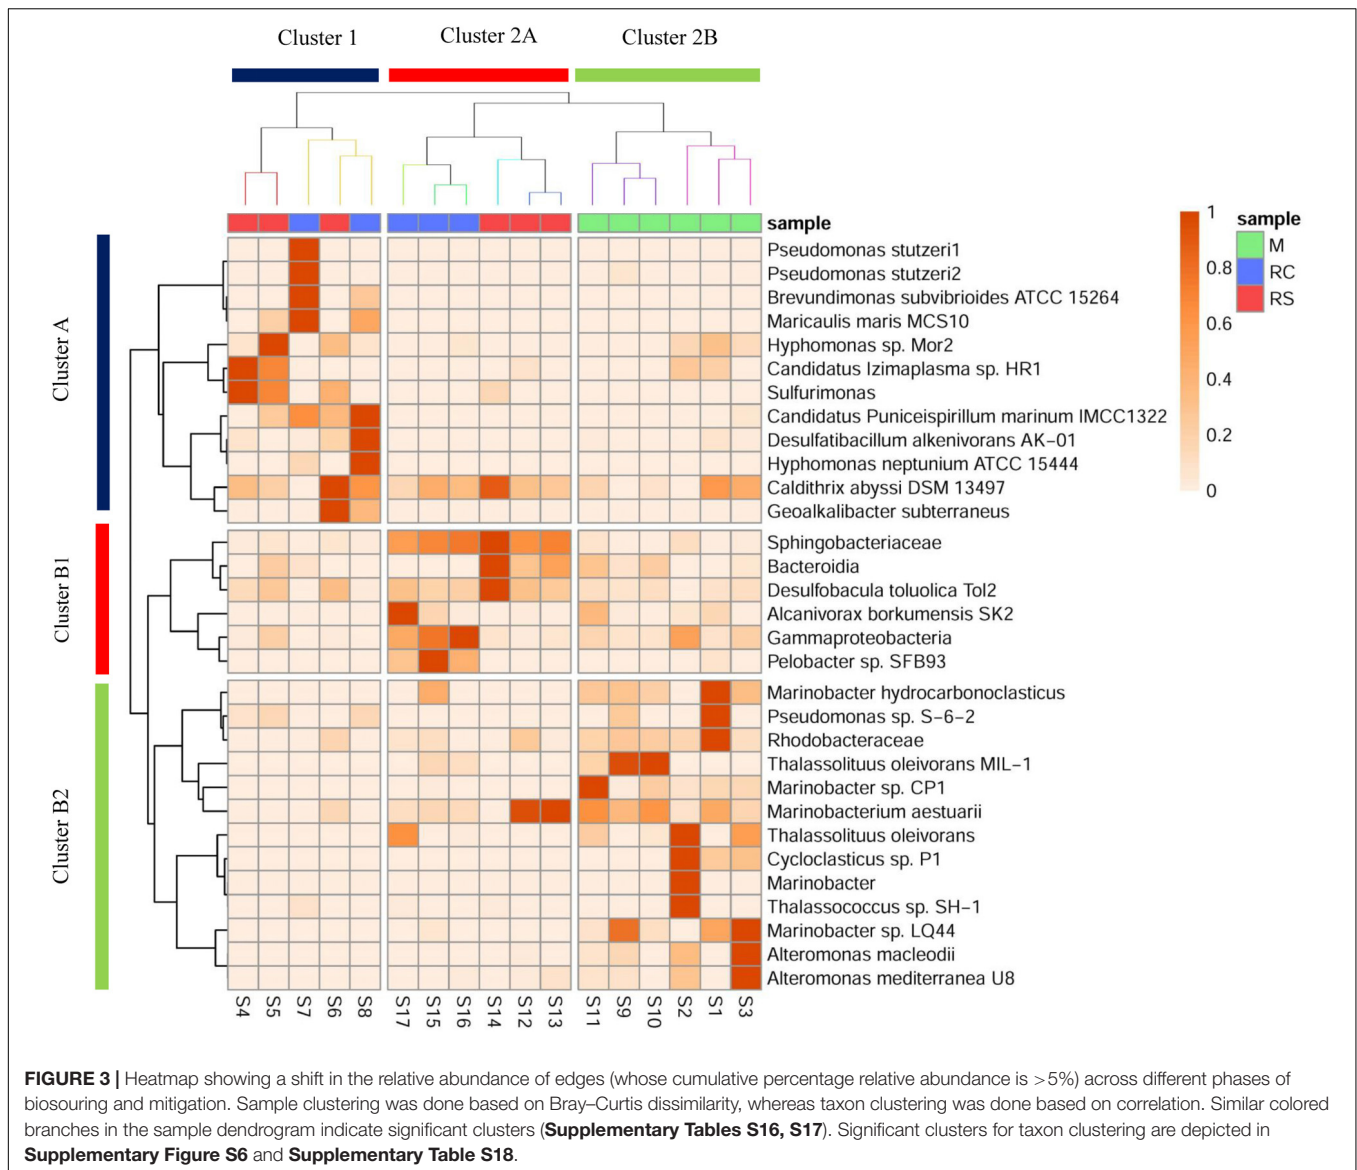 Cluster 1
Cluster 2A
Cluster 2B
Cluster A
Cluster B1
Cluster B2
sample
Pseudomonas stutzeri1
Pseudomonas stutzeri2
Brevundimonas subvibrioides ATCC 15264
Maricaulis maris MCS10
Hyphomonas sp. Mor2
Candidatus Izimaplasma sp. HR1
Sulfurimonas
Candidatus Puniceispirillum marinum IMCC1322
Desulfatibacillum alkenivorans AK−01
Hyphomonas neptunium ATCC 15444
Caldithrix abyssi DSM 13497
Geoalkalibacter subterraneus
Sphingobacteriaceae
Bacteroidia
Desulfobacula toluolica Tol2
Alcanivorax borkumensis SK2
Gammaproteobacteria
Pelobacter sp. SFB93
Marinobacter hydrocarbonoclasticus
Pseudomonas sp. S−6−2
Rhodobacteraceae
Thalassolituus oleivorans MIL−1
Marinobacter sp. CP1
Marinobacterium aestuarii
Thalassolituus oleivorans
Cycloclasticus sp. P1
Marinobacter
Thalassococcus sp. SH−1
Marinobacter sp. LQ44
Alteromonas macleodii
Alteromonas mediterranea U8
1
0.8
0.6
0.4
0.2
0
sample
M
RC
RS
S4
S5
S7
S6
S8
S17
S15
S16
S14
S12
S13
S11
S9
S10
S2
S1
S3
FIGURE 3 | Heatmap showing a shift in the relative abundance of edges (whose cumulative percentage relative abundance is >5%) across different phases of
biosouring and mitigation. Sample clustering was done based on Bray–Curtis dissimilarity, whereas taxon clustering was done based on correlation. Similar colored
branches in the sample dendrogram indicate significant clusters (Supplementary Tables S16, S17). Significant clusters for taxon clustering are depicted in
Supplementary Figure S6 and Supplementary Table S18.